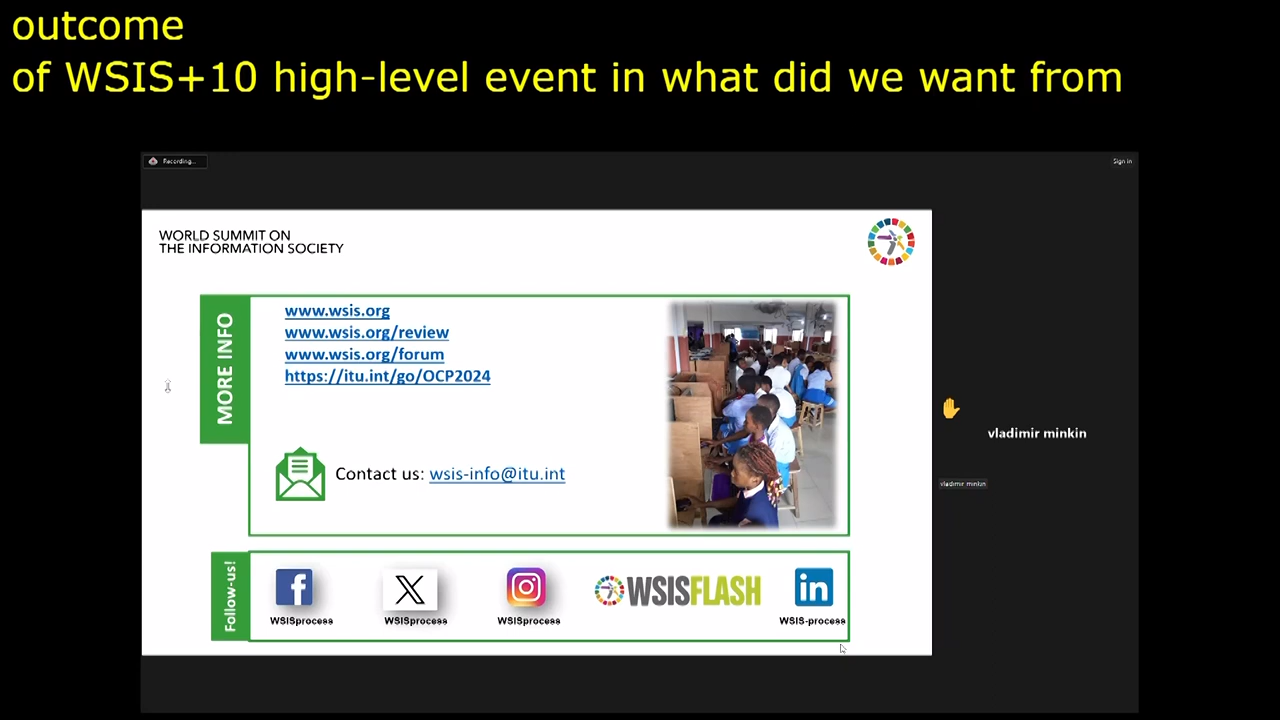 outcome
of WSIS+10 high-level event in what did we want from
Recording...
Sign in
WORLD SUMMIT ON
THE INFORMATION SOCIETY
MORE INFO
www.wsis.org
www.wsis.org/review
www.wsis.org/forum
https://itu.int/go/OCP2024
Contact us: wsis-info@itu.int
vladimir minkin
vladimir minkin
Follow-us!
WSISFLASH
WSISprocess
WSISprocess
WSISprocess
WSIS-process